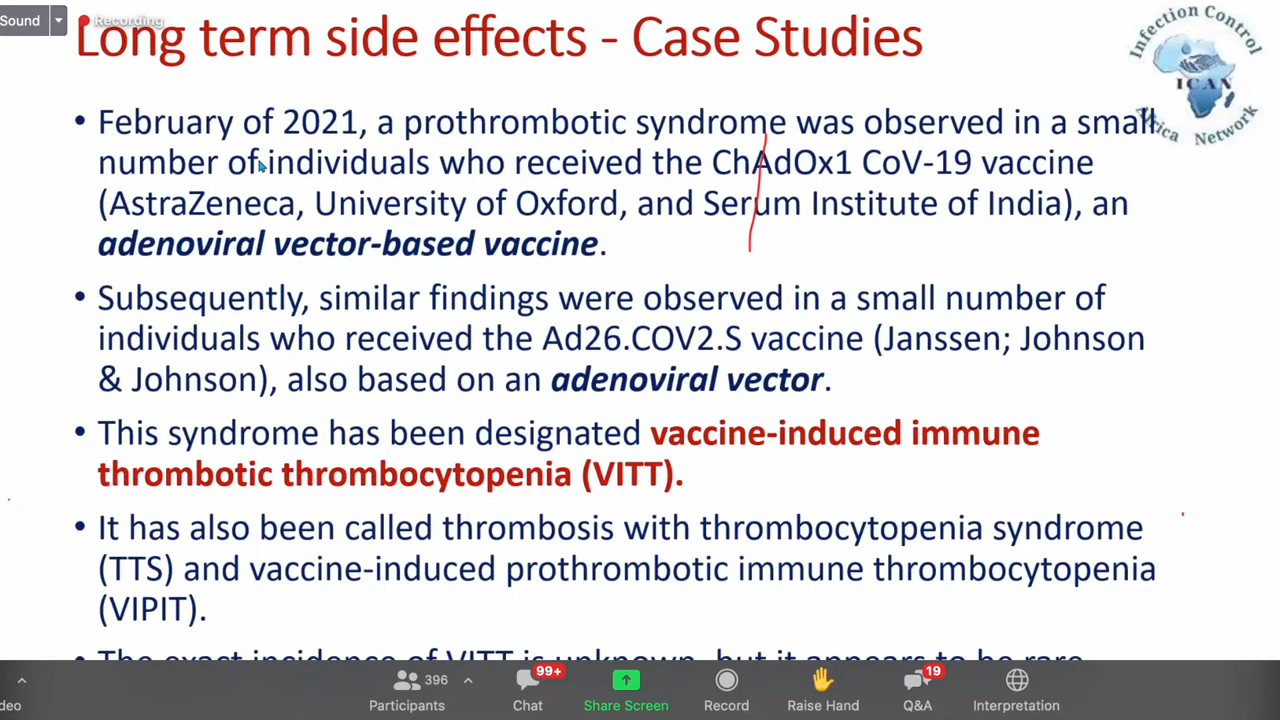 Sound
Recording
Long term side effects - Case Studies
Infection Control
ICAN
Africa Network
• February of 2021, a prothrombotic syndrome was observed in a small
number of individuals who received the ChAdOx1 CoV-19 vaccine
(AstraZeneca, University of Oxford, and Serum Institute of India), an
adenoviral vector-based vaccine.
• Subsequently, similar findings were observed in a small number of
individuals who received the Ad26.COV2.S vaccine (Janssen; Johnson
& Johnson), also based on an adenoviral vector.
• This syndrome has been designated vaccine-induced immune
thrombotic thrombocytopenia (VITT).
• It has also been called thrombosis with thrombocytopenia syndrome
(TTS) and vaccine-induced prothrombotic immune thrombocytopenia
(VIPIT).
• The exact incidence of VITT is unknown, but it appears to be rare
396 99+ 19
deo Participants Chat Share Screen Record Raise Hand Q&A Interpretation